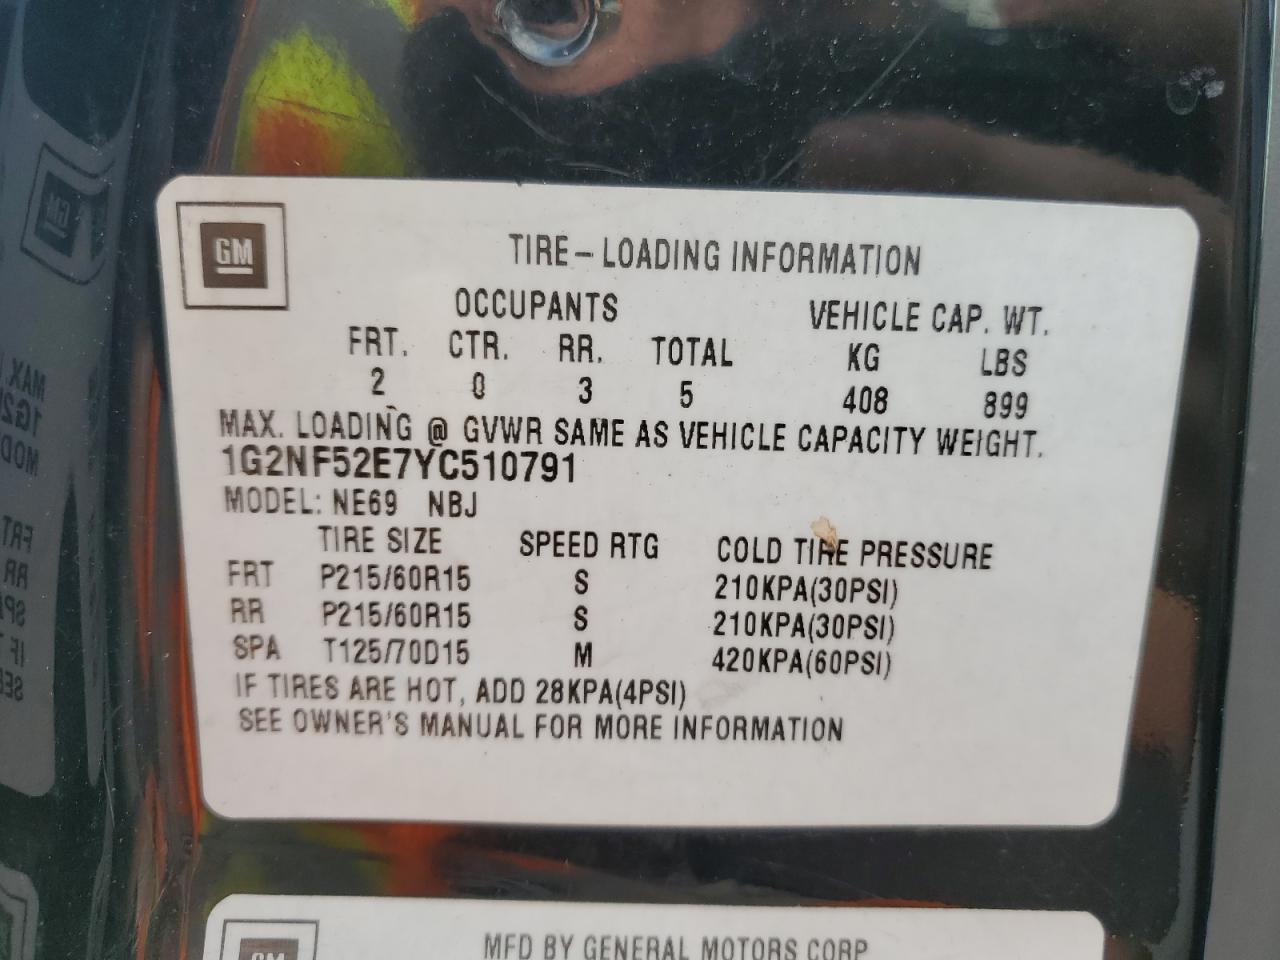 GM
TIRE-LOADING INFORMATION
OCCUPANTS VEHICLE CAP. WT.
FRT. CTR. RR. TOTAL KG LBS
2 0 3 5 408 899
MAX. LOADING @ GVWR SAME AS VEHICLE CAPACITY WEIGHT.
1G2NF52E7YC510791
MODEL: NE69 NBJ
TIRE SIZE SPEED RTG COLD TIRE PRESSURE
FRT P215/60R15 S 210KPA(30PSI)
RR P215/60R15 S 210KPA(30PSI)
SPA T125/70D15 M 420KPA(60PSI)
IF TIRES ARE HOT, ADD 28KPA(4PSI)
SEE OWNER'S MANUAL FOR MORE INFORMATION
GM
MFD BY GENERAL MOTORS CORP